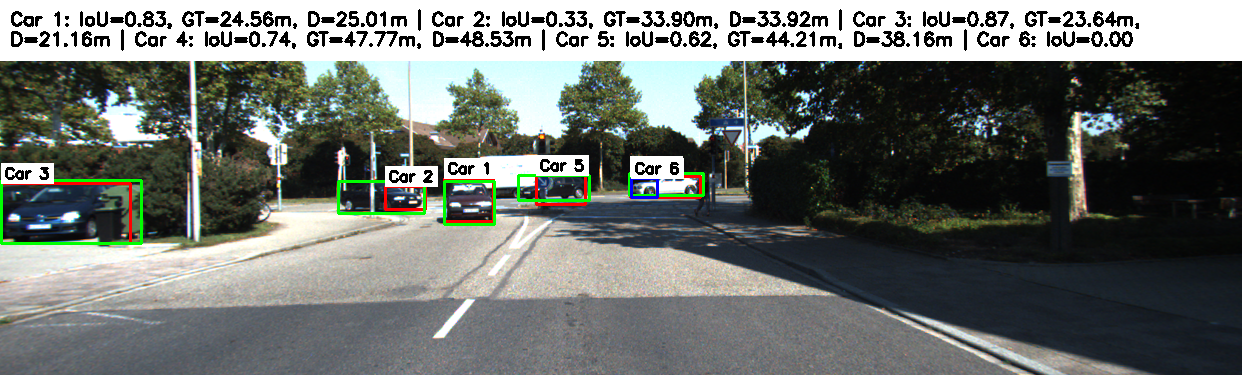 Car 1: IoU=0.83, GT=24.56m, D=25.01m | Car 2: IoU=0.33, GT=33.90m, D=33.92m | Car 3: IoU=0.87, GT=23.64m,
D=21.16m | Car 4: IoU=0.74, GT=47.77m, D=48.53m | Car 5: IoU=0.62, GT=44.21m, D=38.16m | Car 6: IoU=0.00
Car 3
Car 2
Car 1
Car 5
Car 6